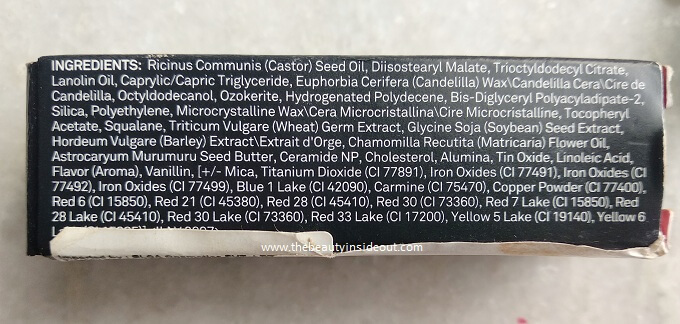 INGREDIENTS: Ricinus Communis (Castor) Seed Oil, Diisostearyl Malate, Trioctyldodecyl Citrate,
Lanolin Oil, Caprylic/Capric Triglyceride, Euphorbia Cerifera (Candelilla) Wax\Candelilla Cera\Cire de
Candelilla, Octyldodecanol, Ozokerite, Hydrogenated Polydecene, Bis-Diglyceryl Polyacyladipate-2,
Silica, Polyethylene, Microcrystalline Wax\Cera Microcristallina\Cire Microcristalline, Tocopheryl
Acetate, Squalane, Triticum Vulgare (Wheat) Germ Extract, Glycine Soja (Soybean) Seed Extract,
Hordeum Vulgare (Barley) Extract\Extrait d'Orge, Chamomilla Recutita (Matricaria) Flower Oil,
Astrocaryum Murumuru Seed Butter, Ceramide NP, Cholesterol, Alumina, Tin Oxide, Linoleic Acid,
Flavor (Aroma), Vanillin, [+/- Mica, Titanium Dioxide (CI 77891), Iron Oxides (CI 77491), Iron Oxides (CI
77492), Iron Oxides (CI 77499), Blue 1 Lake (CI 42090), Carmine (CI 75470), Copper Powder (CI 77400),
Red 6 (CI 15850), Red 21 (CI 45380), Red 28 (CI 45410), Red 30 (CI 73360), Red 7 Lake (CI 15850), Red
28 Lake (CI 45410), Red 30 Lake (CI 73360), Red 33 Lake (CI 17200), Yellow 5 Lake (CI 19140), Yellow 6
www.thebeautyinsideout.com